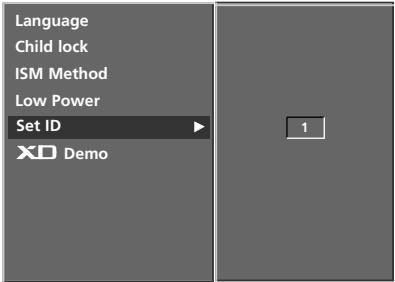 Language
Child lock
ISM Method
Low Power
Set ID ▶ 1
XD Demo